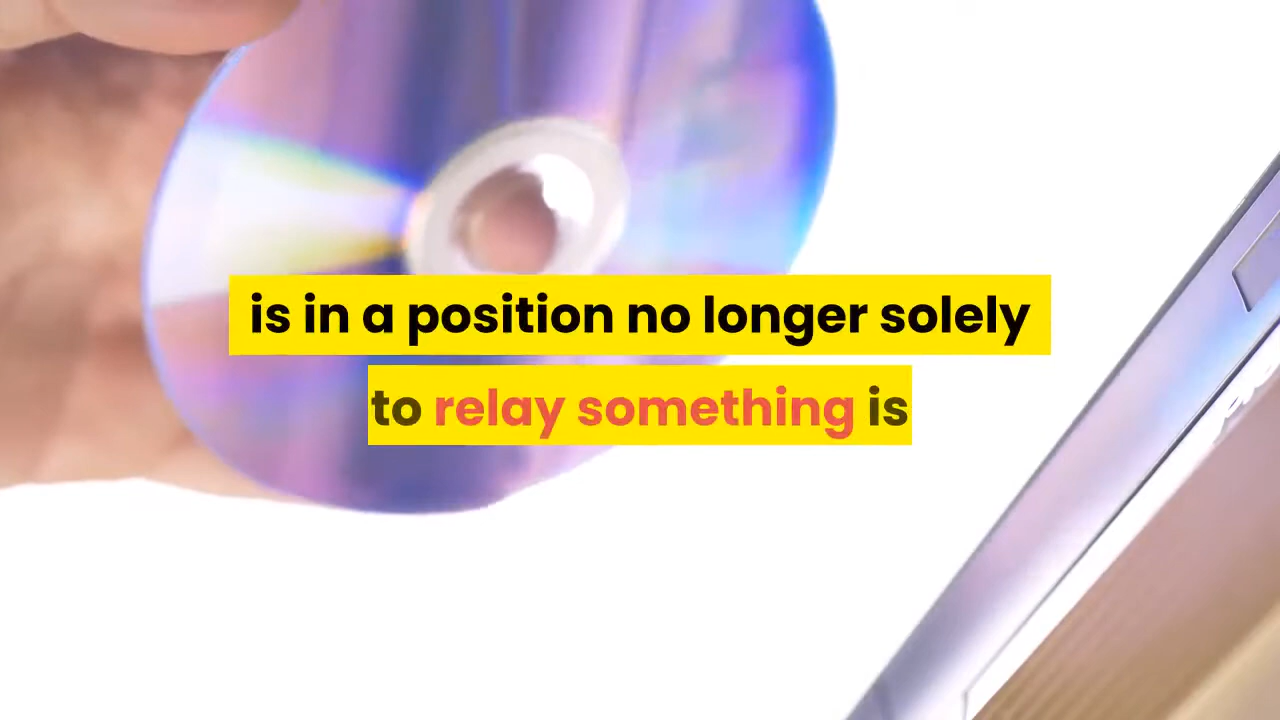 is in a position no longer solely
to relay something is